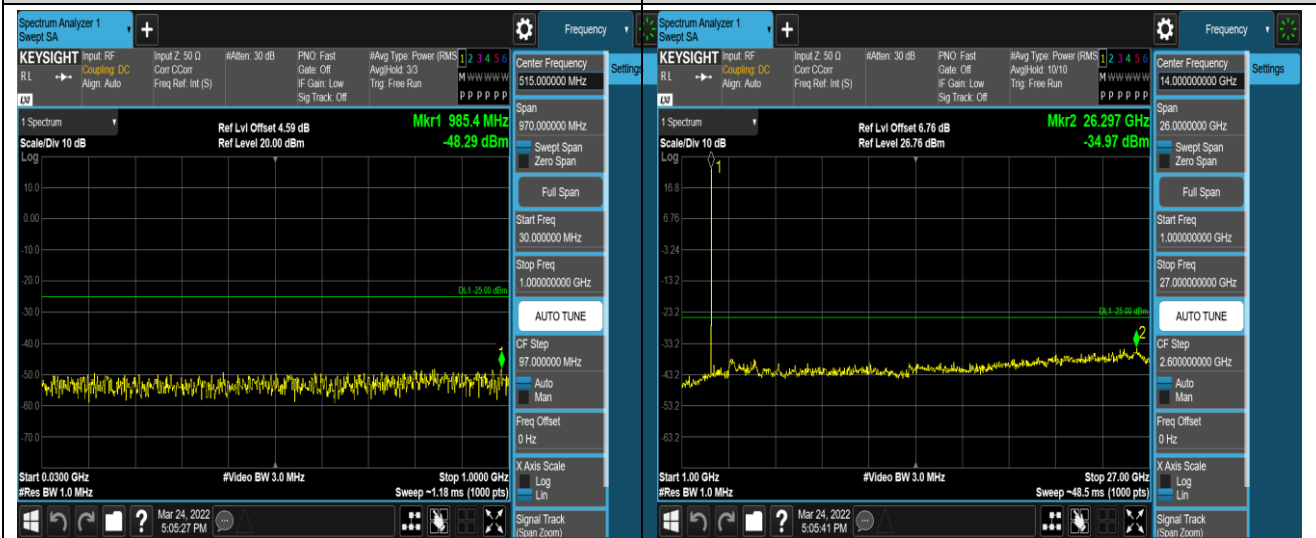 Spectrum Analyzer 1
Swept SA
Frequency
KEYSIGHT
RL
LXI
Input: RF
Coupling: DC
Align: Auto
Input Z: 50 Ω
Corr CCorr
Freq Ref: Int (S)
#Atten: 30 dB
PNO: Fast
Gate: Off
IF Gain: Low
Sig Track: Off
#Avg Type: Power (RMS
Avg|Hold: 3/3
Trig: Free Run
1 2 3 4 5 6
M W W W W W
P P P P P P
Center Frequency
515.000000 MHz
Settings
1 Spectrum
Scale/Div 10 dB
Log
Ref Lvl Offset 4.59 dB
Ref Level 20.00 dBm
Mkr1 985.4 MHz
-48.29 dBm
Span
970.000000 MHz
Swept Span
Zero Span
Full Span
Start Freq
30.000000 MHz
Stop Freq
1.000000000 GHz
AUTO TUNE
CF Step
97.000000 MHz
Auto
Man
Freq Offset
0 Hz
X Axis Scale
Log
Lin
Signal Track
(Span Zoom)
10.0
0.00
-10.0
-20.0
DL1 -25.00 dBm
-30.0
-40.0
1
-50.0
-60.0
-70.0
Start 0.0300 GHz
#Video BW 3.0 MHz
Stop 1.0000 GHz
#Res BW 1.0 MHz
Sweep ~1.18 ms (1000 pts)
?
Mar 24, 2022
5:05:27 PM
Spectrum Analyzer 1
Swept SA
Frequency
KEYSIGHT
RL
LXI
Input: RF
Coupling: DC
Align: Auto
Input Z: 50 Ω
Corr CCorr
Freq Ref: Int (S)
#Atten: 30 dB
PNO: Fast
Gate: Off
IF Gain: Low
Sig Track: Off
#Avg Type: Power (RMS
Avg|Hold: 10/10
Trig: Free Run
1 2 3 4 5 6
M W W W W W
P P P P P P
Center Frequency
14.000000000 GHz
Settings
1 Spectrum
Scale/Div 10 dB
Log
Ref Lvl Offset 6.76 dB
Ref Level 26.76 dBm
Mkr2 26.297 GHz
-34.97 dBm
Span
26.0000000 GHz
Swept Span
Zero Span
Full Span
Start Freq
1.000000000 GHz
Stop Freq
27.000000000 GHz
AUTO TUNE
CF Step
2.600000000 GHz
Auto
Man
Freq Offset
0 Hz
X Axis Scale
Log
Lin
Signal Track
(Span Zoom)
1
16.8
6.76
-3.24
-13.2
-23.2
DL1 -25.00 dBm
2
-33.2
-43.2
-53.2
-63.2
Start 1.00 GHz
#Video BW 3.0 MHz
Stop 27.00 GHz
#Res BW 1.0 MHz
Sweep ~48.5 ms (1000 pts)
?
Mar 24, 2022
5:05:41 PM